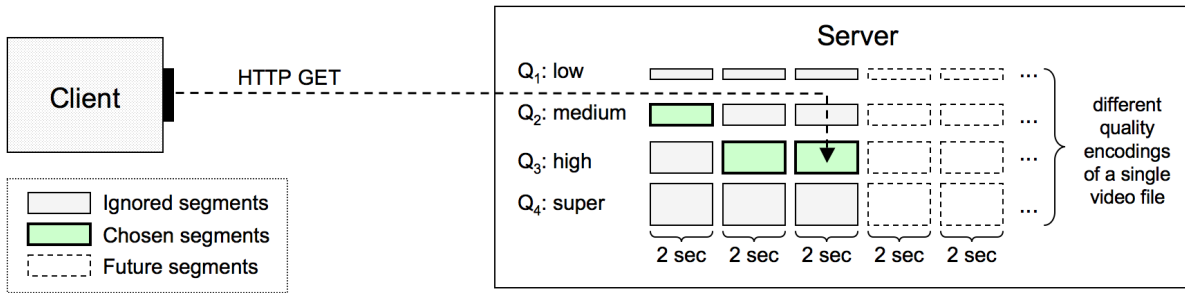 Server
Client
HTTP GET
Q1: low
...
Q2: medium
...
Q3: high
...
Q4: super
...
2 sec 2 sec 2 sec 2 sec 2 sec
different
quality
encodings
of a single
video file
Ignored segments
Chosen segments
Future segments